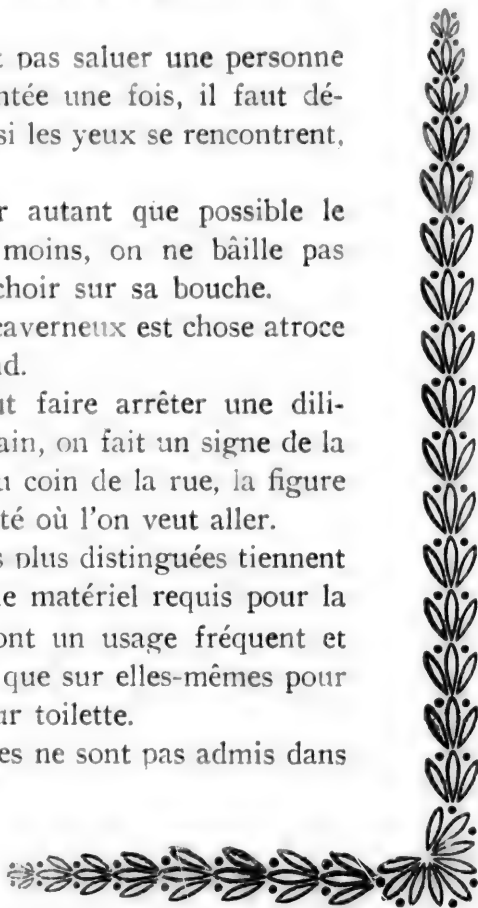 t pas saluer une personne
ntée une fois, il faut dé-
si les yeux se rencontrent,
r autant que possible le
moins, on ne bâille pas
choir sur sa bouche.
caverneux est chose atroce
nd.
ut faire arrêter une dili-
ain, on fait un signe de la
u coin de la rue, la figure
té où l'on veut aller.
s plus distinguées tiennent
le matériel requis pour la
ont un usage fréquent et
que sur elles-mêmes pour
ur toilette.
es ne sont pas admis dans